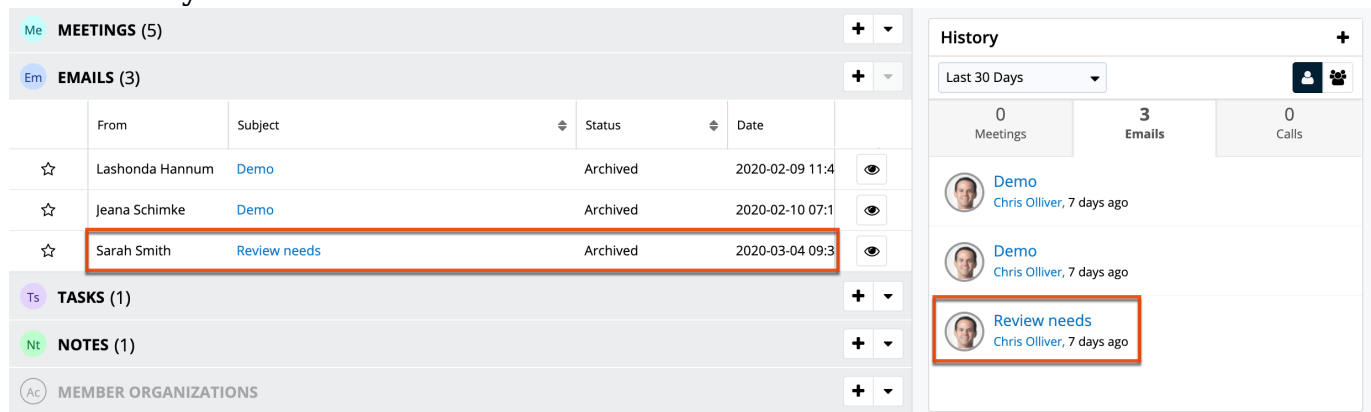 Me MEETINGS (5)
Em EMAILS (3)
From Subject Status Date
Lashonda Hannum Demo Archived 2020-02-09 11:4
Jeana Schimke Demo Archived 2020-02-10 07:1
Sarah Smith Review needs Archived 2020-03-04 09:3
Ts TASKS (1)
Nt NOTES (1)
Ac MEMBER ORGANIZATIONS
History
Last 30 Days
0 3 0
Meetings Emails Calls
Demo
Chris Olliver, 7 days ago
Demo
Chris Olliver, 7 days ago
Review needs
Chris Olliver, 7 days ago